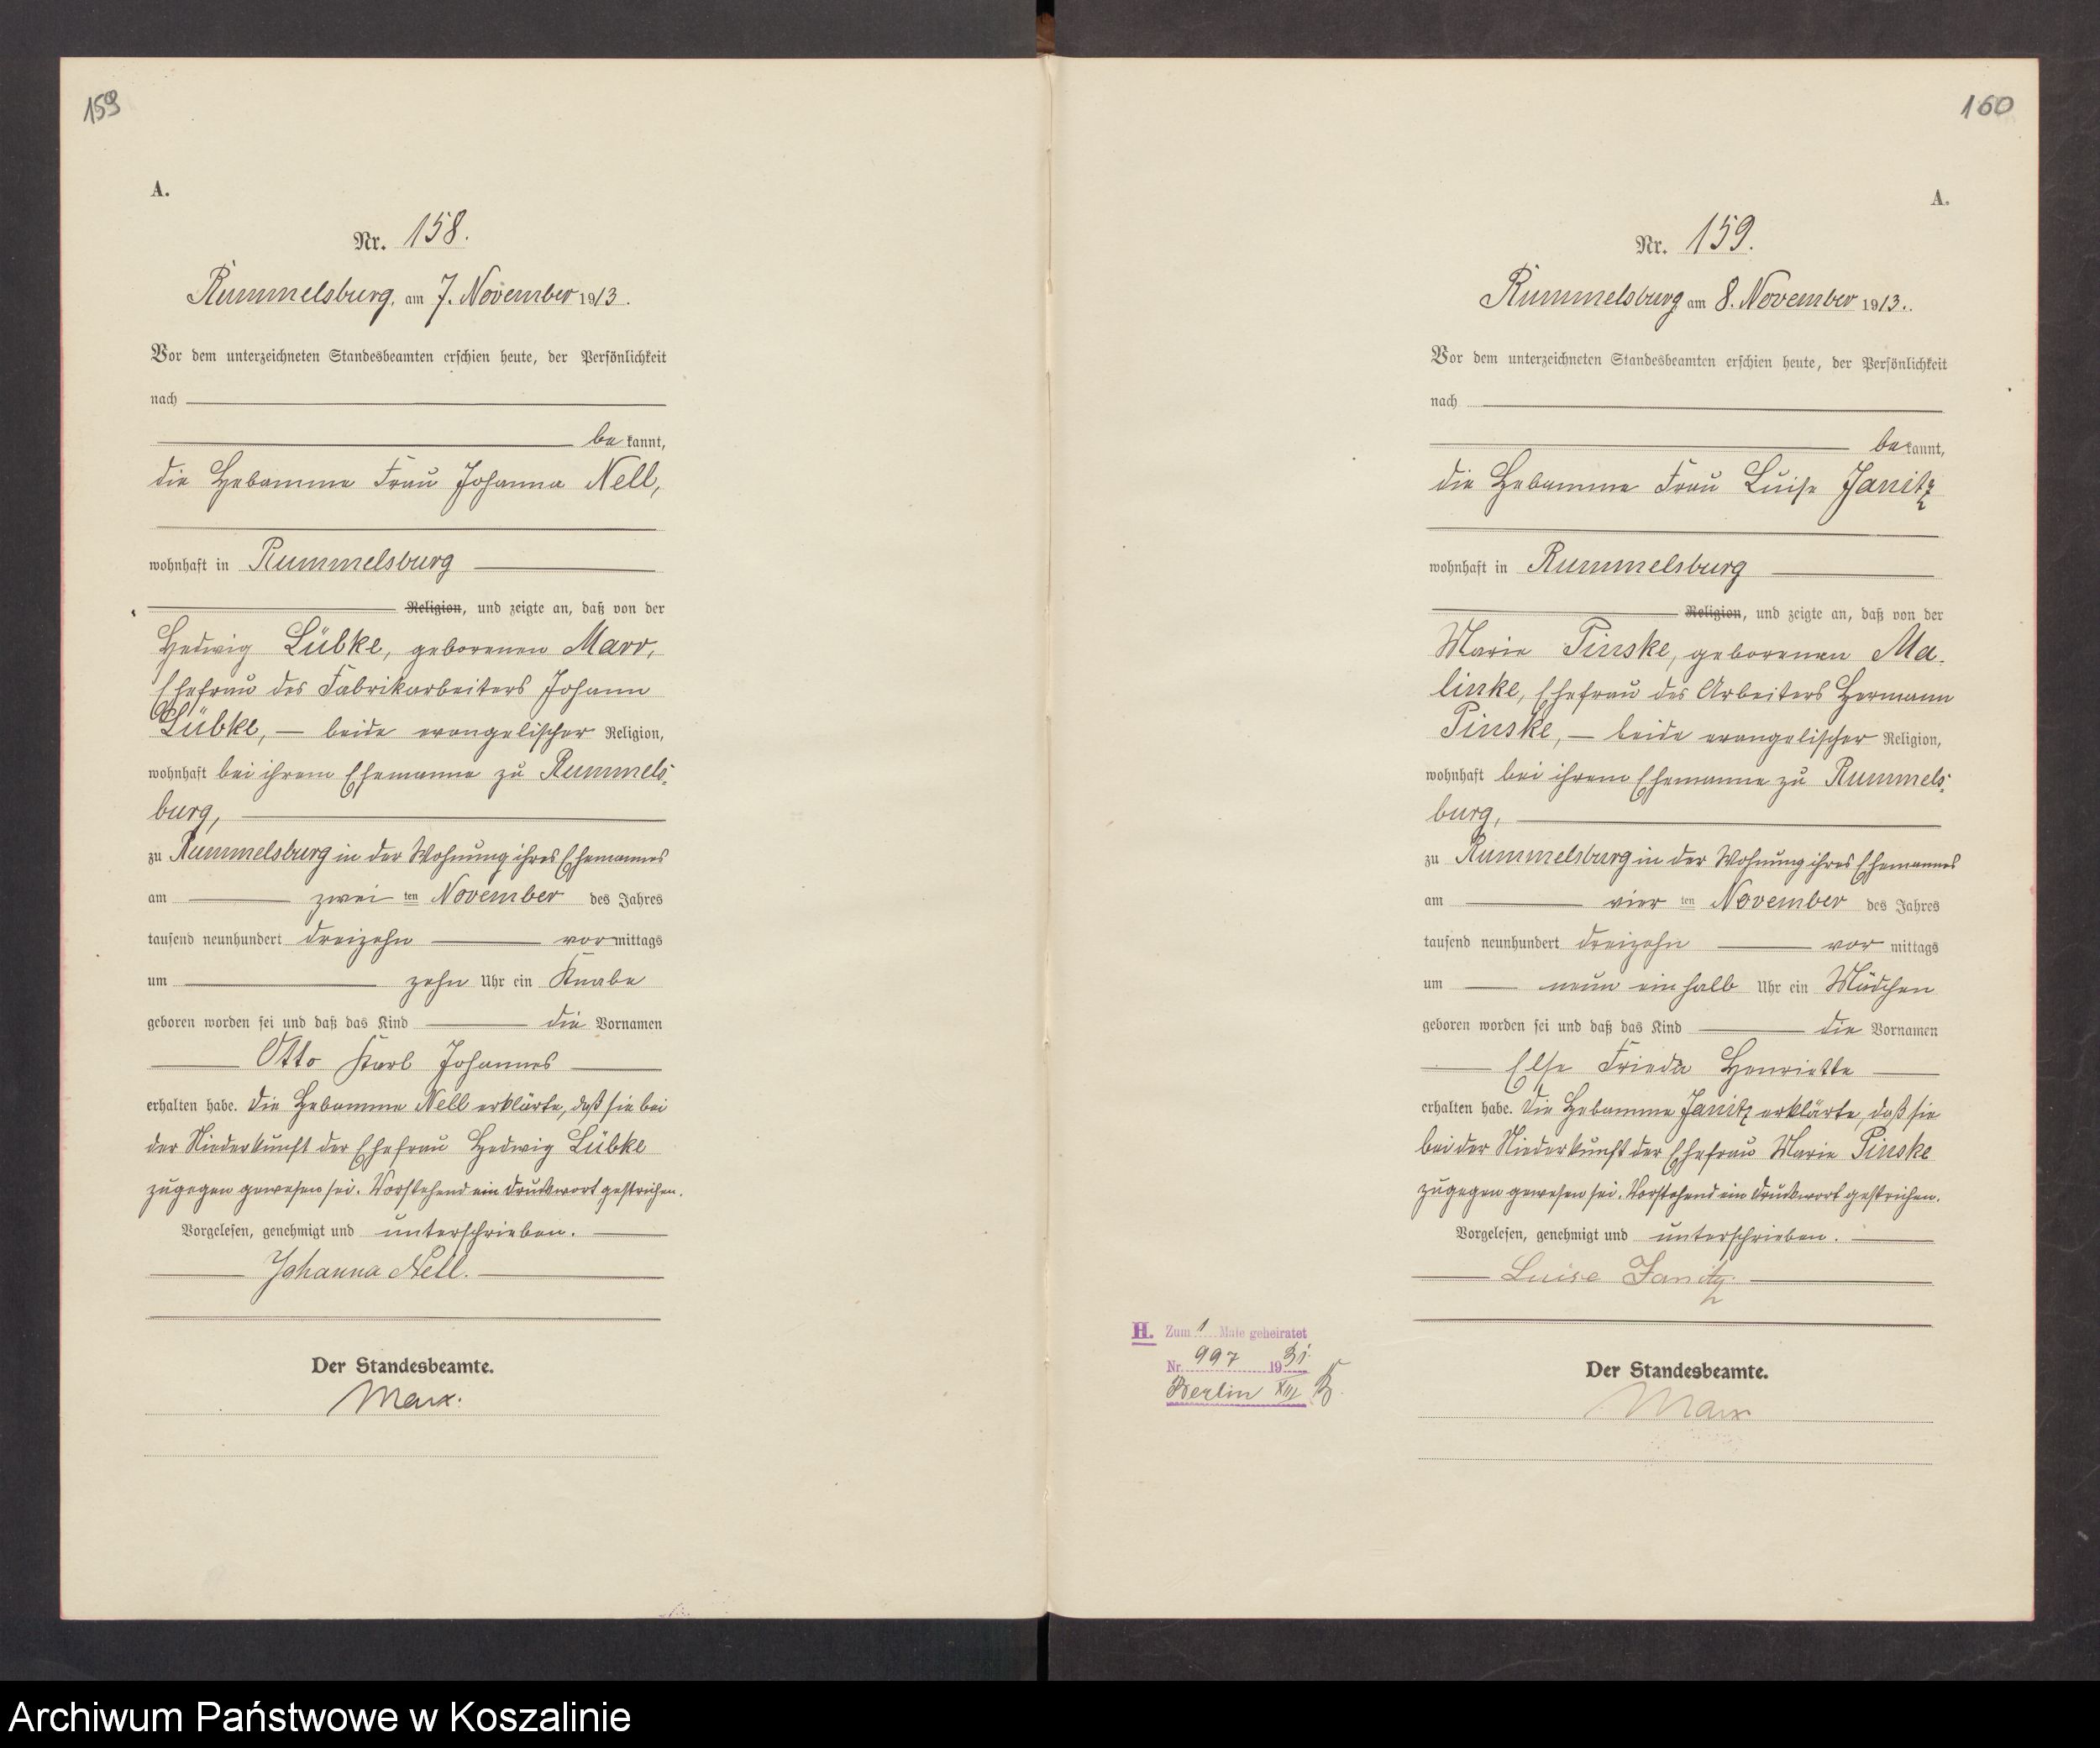 159
A.
Nr. 158.
Rummelsburg, am 7. November 1913.
Vor dem unterzeichneten Standesbeamten erschien heute, der Persönlichkeit
nach
bekannt,
die Hebamme Frau Johanna Nell,
wohnhaft in Rummelsburg
Religion, und zeigte an, daß von der
Hedwig Lübke, geborenen Marr,
Ehefrau des Fabrikarbeiters Johann
Lübke, — beide evangelischer Religion,
wohnhaft bei ihrem Ehemanne zu Rummels-
burg,
zu Rummelsburg in der Wohnung ihres Ehemannes
am zweiten November des Jahres
tausend neunhundert dreizehn vormittags
um zehn Uhr ein Knabe
geboren worden sei und daß das Kind die Vornamen
Otto Karl Johannes
erhalten habe. Die Hebamme Nell erklärte, daß sie bei
der Niederkunft der Ehefrau Hedwig Lübke
zugegen gewesen sei. Vorstehend ein Druckwort gestrichen.
Vorgelesen, genehmigt und unterschrieben.
Johanna Nell.
Der Standesbeamte.
Marx.
160
A.
Nr. 159.
Rummelsburg am 8. November 1913.
Vor dem unterzeichneten Standesbeamten erschien heute, der Persönlichkeit
nach
bekannt,
die Hebamme Frau Luise Janitz
wohnhaft in Rummelsburg
Religion, und zeigte an, daß von der
Marie Pinske, geborenen Ma-
linke, Ehefrau des Arbeiters Hermann
Pinske, — beide evangelischer Religion,
wohnhaft bei ihrem Ehemanne zu Rummels-
burg,
zu Rummelsburg in der Wohnung ihres Ehemannes
am vierten November des Jahres
tausend neunhundert dreizehn vormittags
um neun ein halb Uhr ein Mädchen
geboren worden sei und daß das Kind die Vornamen
Else Frieda Henriette
erhalten habe. Die Hebamme Janitz erklärte, daß sie
bei der Niederkunft der Ehefrau Marie Pinske
zugegen gewesen sei. Vorstehend ein Druckwort gestrichen.
Vorgelesen, genehmigt und unterschrieben.
Luise Janitz.
H. Zum 1 Male geheiratet
Nr. 997 1931.
Berlin XIII
Der Standesbeamte.
Marx
Archiwum Państwowe w Koszalinie